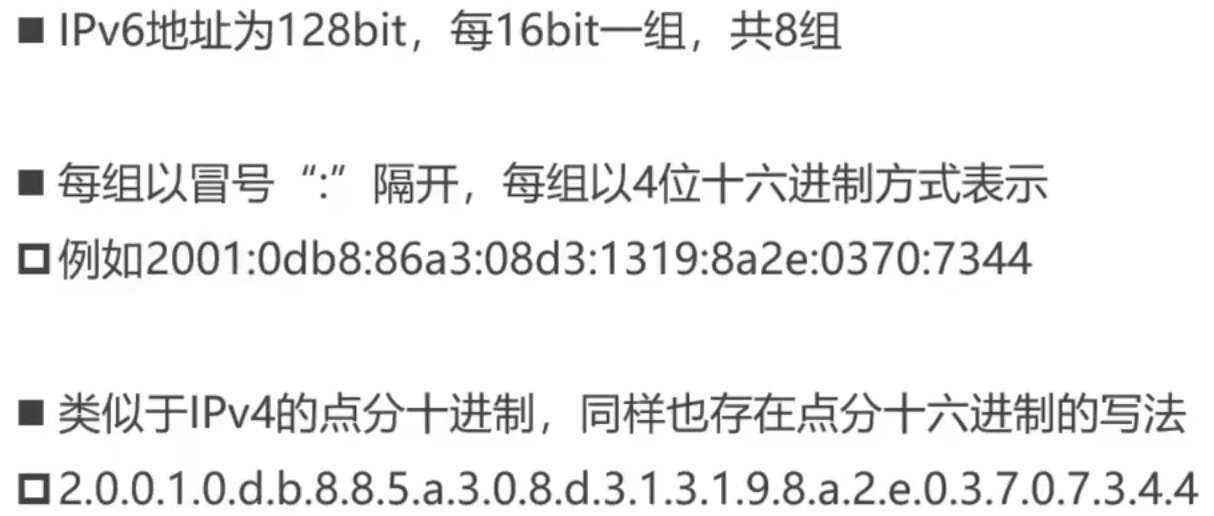 ■ IPv6地址为128bit，每16bit一组，共8组
■ 每组以冒号“:”隔开，每组以4位十六进制方式表示
□ 例如2001:0db8:86a3:08d3:1319:8a2e:0370:7344
■ 类似于IPv4的点分十进制，同样也存在点分十六进制的写法
□ 2.0.0.1.0.d.b.8.8.5.a.3.0.8.d.3.1.3.1.9.8.a.2.e.0.3.7.0.7.3.4.4